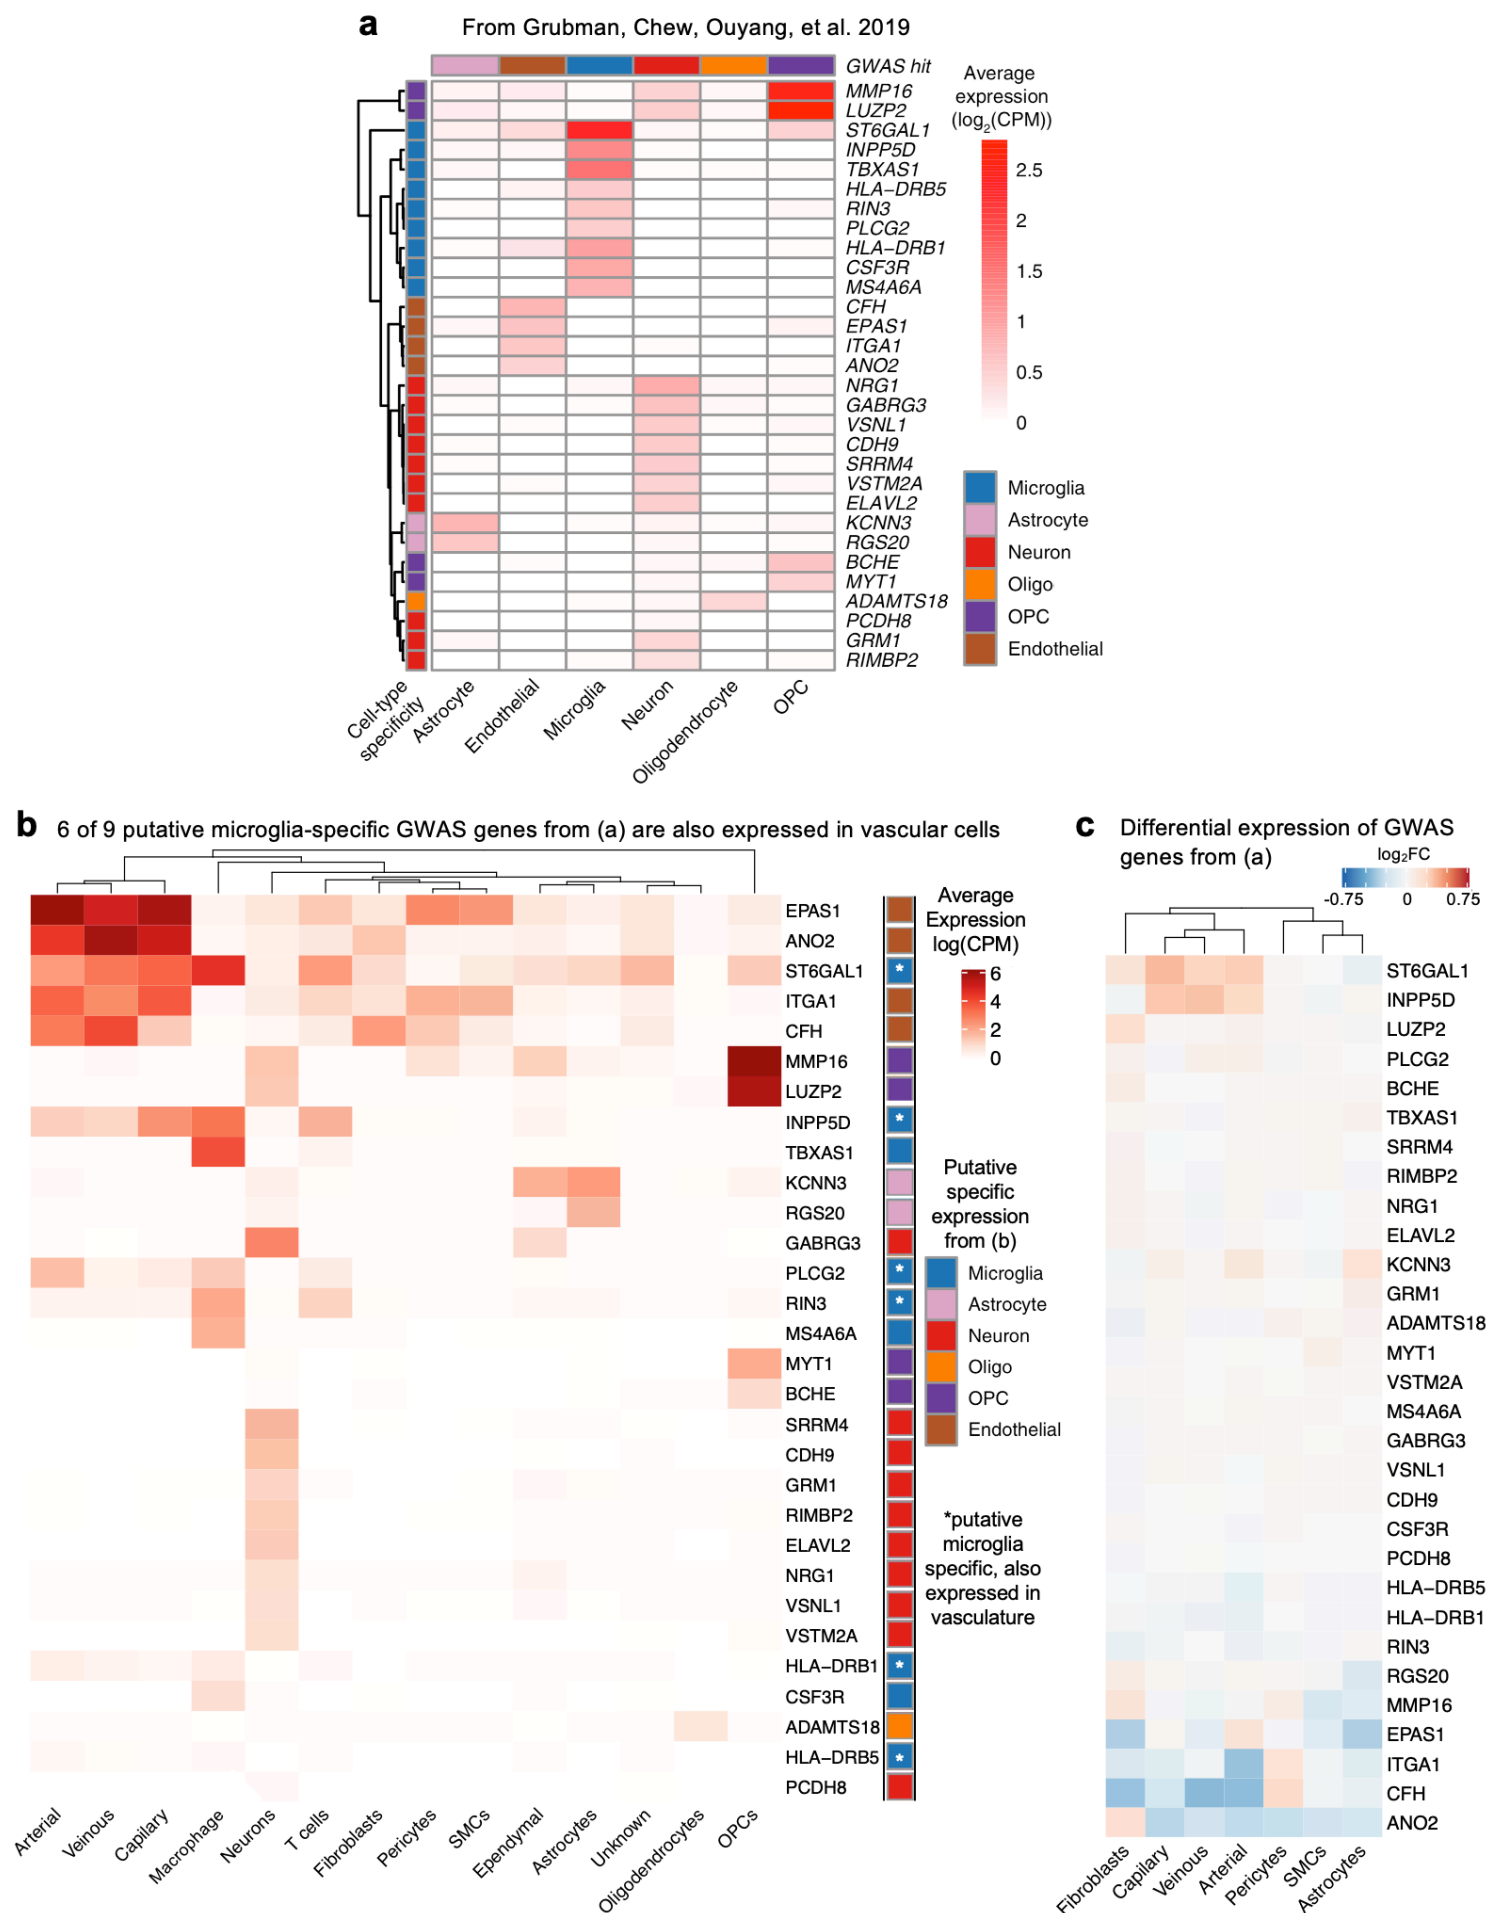 a
From Grubman, Chew, Ouyang, et al. 2019
GWAS hit
MMP16
LUZP2
ST6GAL1
INPP5D
TBXAS1
HLA−DRB5
RIN3
PLCG2
HLA−DRB1
CSF3R
MS4A6A
CFH
EPAS1
ITGA1
ANO2
NRG1
GABRG3
VSNL1
CDH9
SRRM4
VSTM2A
ELAVL2
KCNN3
RGS20
BCHE
MYT1
ADAMTS18
PCDH8
GRM1
RIMBP2
Average
expression
(log2(CPM))
2.5
2
1.5
1
0.5
0
Microglia
Astrocyte
Neuron
Oligo
OPC
Endothelial
Cell-type
specificity
Astrocyte
Endothelial
Microglia
Neuron
Oligodendrocyte
OPC
b
6 of 9 putative microglia-specific GWAS genes from (a) are also expressed in vascular cells
EPAS1
ANO2
ST6GAL1
*
ITGA1
CFH
MMP16
LUZP2
INPP5D
*
TBXAS1
KCNN3
RGS20
GABRG3
PLCG2
*
RIN3
*
MS4A6A
MYT1
BCHE
SRRM4
CDH9
GRM1
RIMBP2
ELAVL2
NRG1
VSNL1
VSTM2A
HLA−DRB1
*
CSF3R
ADAMTS18
HLA−DRB5
*
PCDH8
Average
Expression
log(CPM)
6
4
2
0
Putative
specific
expression
from (b)
Microglia
Astrocyte
Neuron
Oligo
OPC
Endothelial
*putative
microglia
specific, also
expressed in
vasculature
Arterial
Veinous
Capilary
Macrophage
Neurons
T cells
Fibroblasts
Pericytes
SMCs
Ependymal
Astrocytes
Unknown
Oligodendrocytes
OPCs
c
Differential expression of GWAS
genes from (a)
log2FC
-0.75
0
0.75
ST6GAL1
INPP5D
LUZP2
PLCG2
BCHE
TBXAS1
SRRM4
RIMBP2
NRG1
ELAVL2
KCNN3
GRM1
ADAMTS18
MYT1
VSTM2A
MS4A6A
GABRG3
VSNL1
CDH9
CSF3R
PCDH8
HLA−DRB5
HLA−DRB1
RIN3
RGS20
MMP16
EPAS1
ITGA1
CFH
ANO2
Fibroblasts
Capillary
Veinous
Arterial
Pericytes
SMCs
Astrocytes